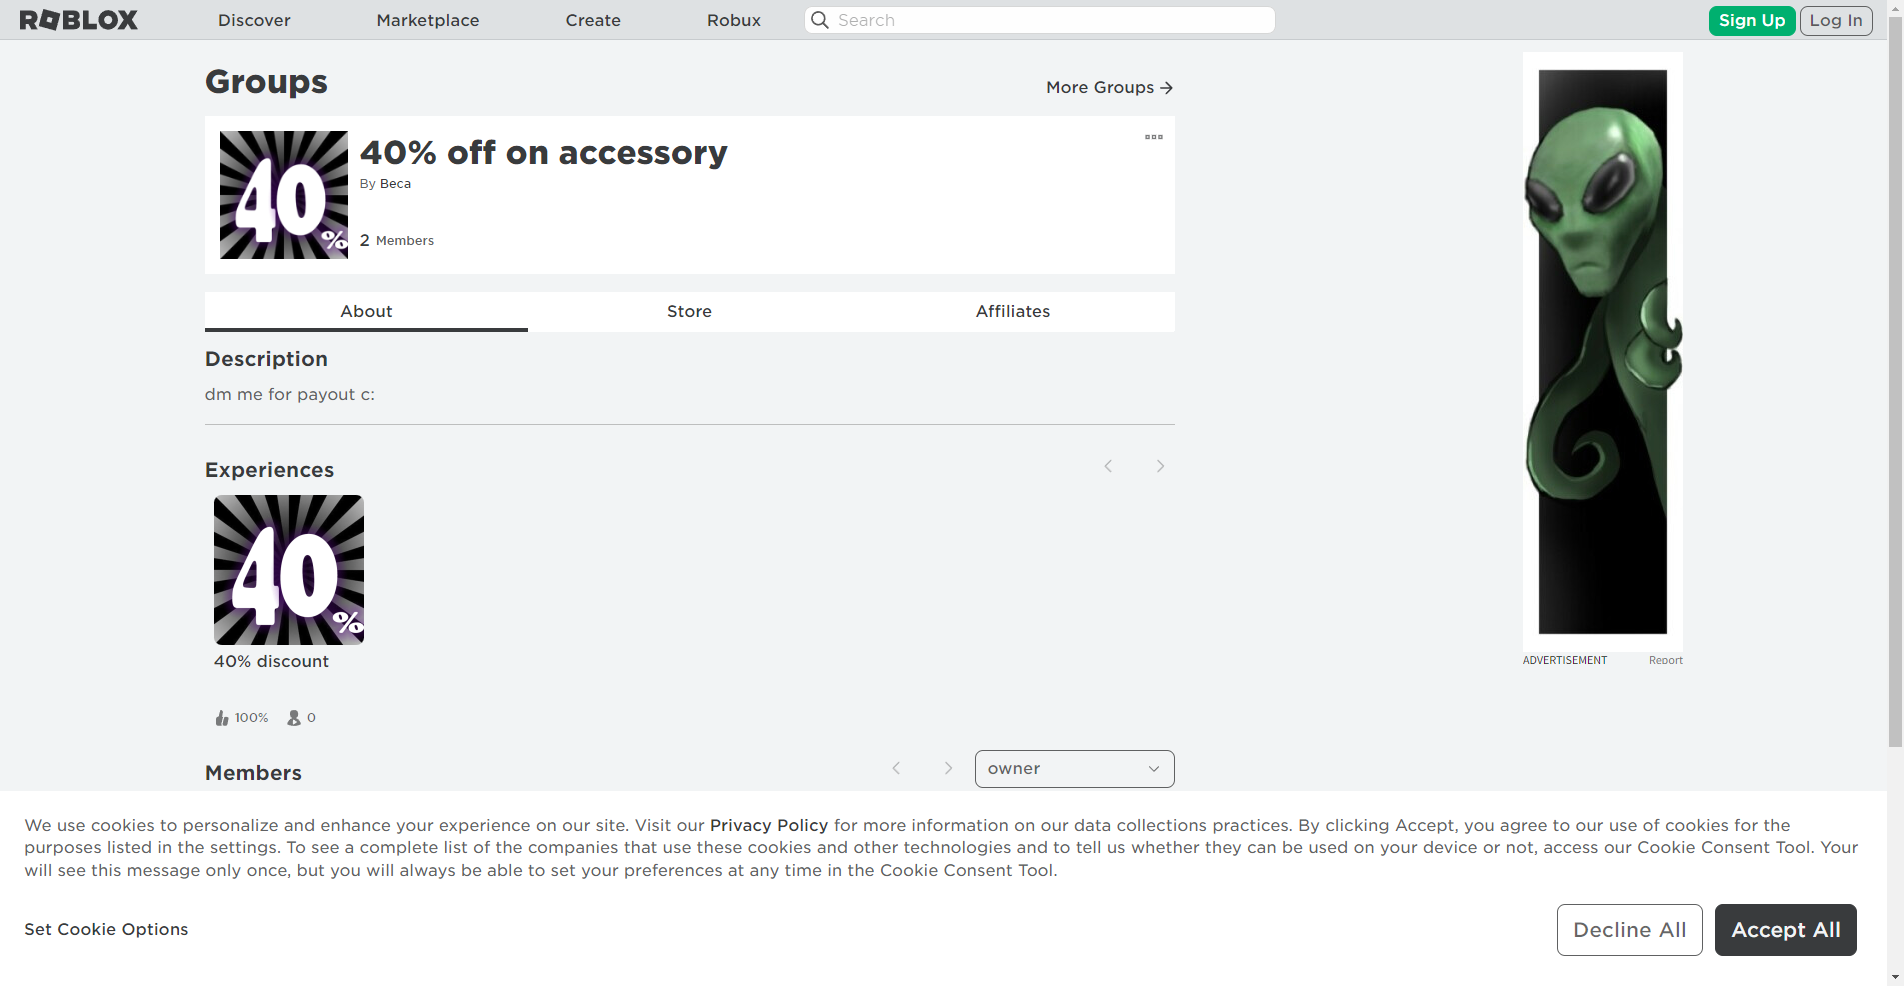 ROBLOX Discover Marketplace Create Robux Search Sign Up Log In
Groups
More Groups
40%
40% off on accessory
By Beca
2 Members
About Store Affiliates
Description
dm me for payout c:
Experiences
40%
40% discount
100% 0
ADVERTISEMENT Report
Members
owner
We use cookies to personalize and enhance your experience on our site. Visit our Privacy Policy for more information on our data collections practices. By clicking Accept, you agree to our use of cookies for the
purposes listed in the settings. To see a complete list of the companies that use these cookies and other technologies and to tell us whether they can be used on your device or not, access our Cookie Consent Tool. Your
will see this message only once, but you will always be able to set your preferences at any time in the Cookie Consent Tool.
Set Cookie Options
Decline All Accept All